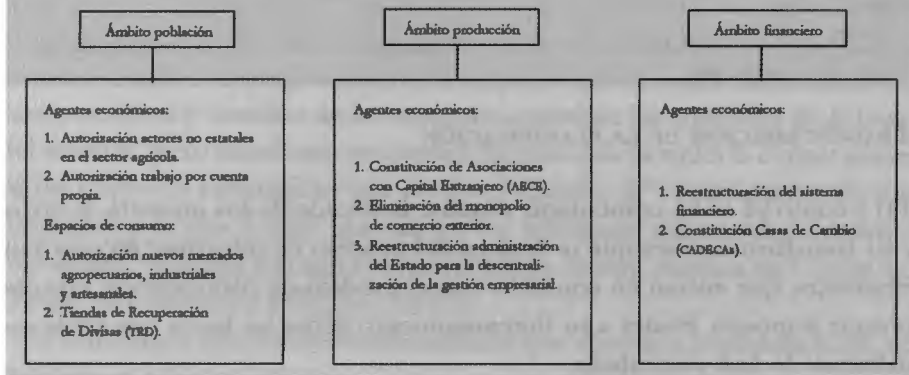 Ámbito población
Agentes económicos:
1. Autorización actores no estatales
en el sector agrícola.
2. Autorización trabajo por cuenta
propia.
Espacios de consumo:
1. Autorización nuevos mercados
agropecuarios, industriales
y artesanales.
2. Tiendas de Recuperación
de Divisas (TRD).
Ámbito producción
Agentes económicos:
1. Constitución de Asociaciones
con Capital Extranjero (AECE).
2. Eliminación del monopolio
de comercio exterior.
3. Reestructuración administración
del Estado para la descentrali-
zación de la gestión empresarial.
Ámbito financiero
Agentes económicos:
1. Reestructuración del sistema
financiero.
2. Constitución Casas de Cambio
(CADECAs).